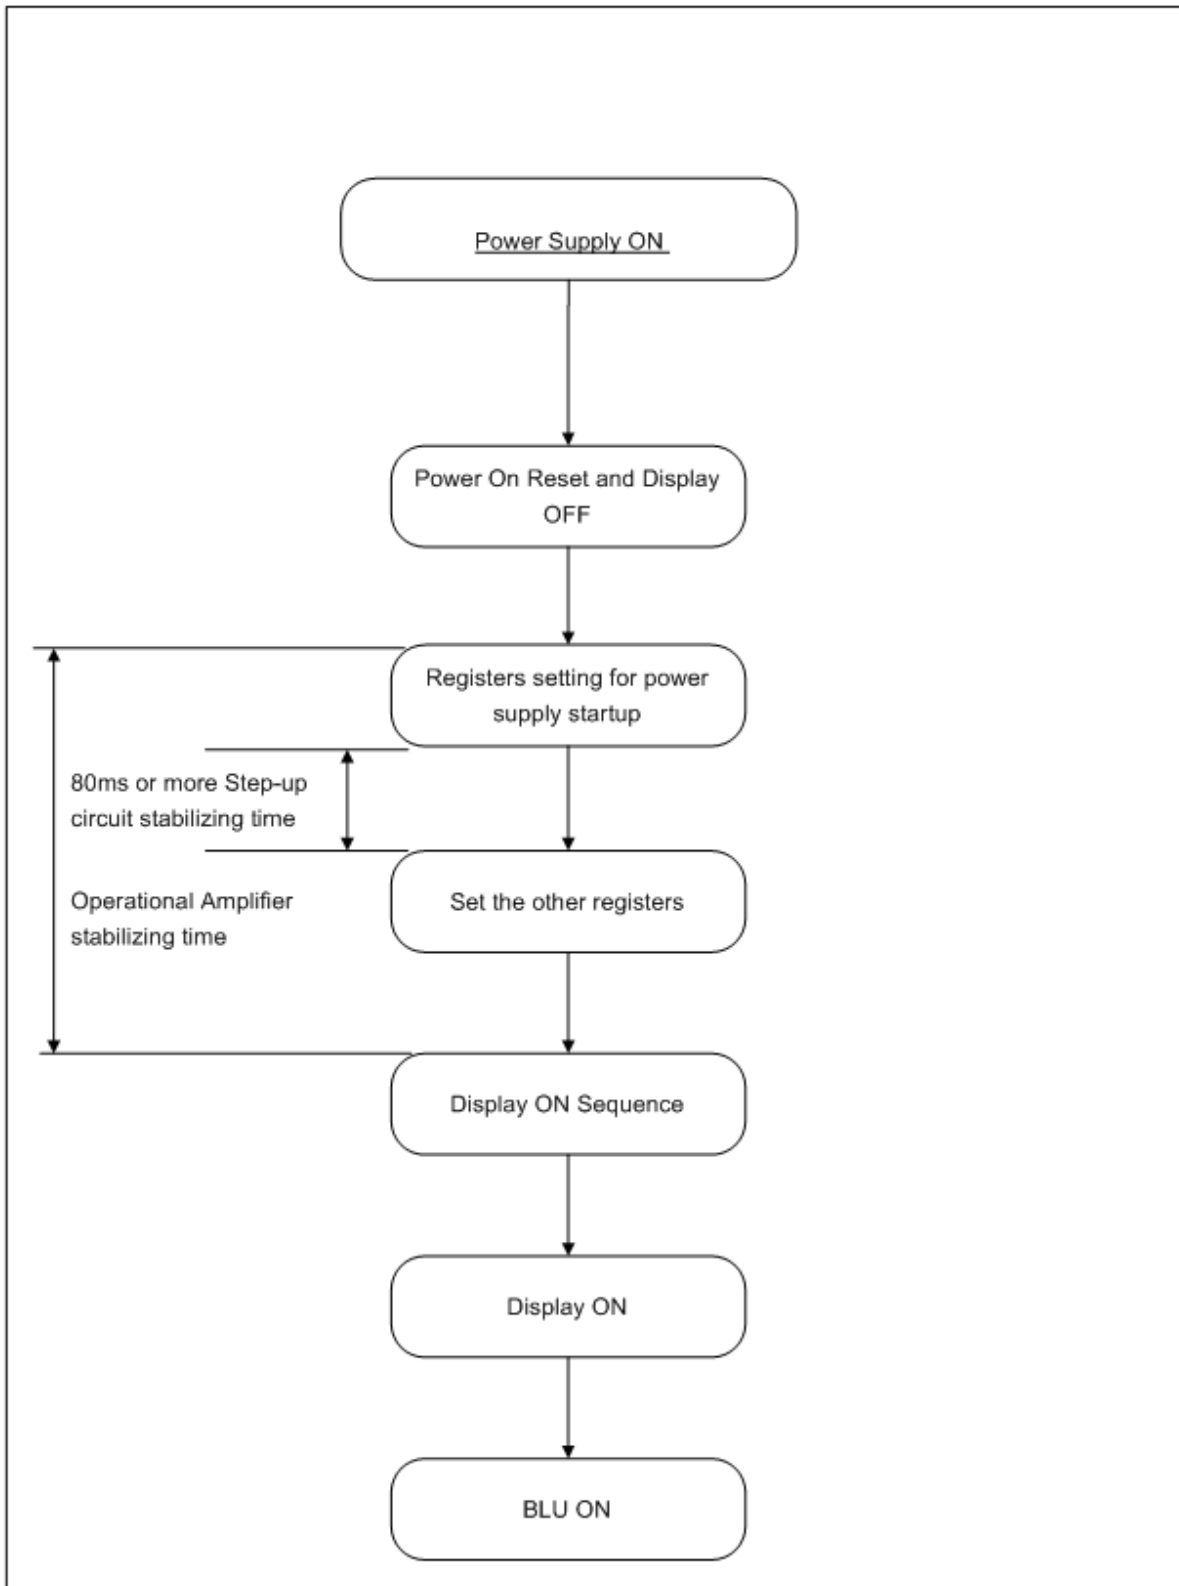 Power Supply ON
Power On Reset and Display
OFF
Registers setting for power
supply startup
80ms or more Step-up
circuit stabilizing time
Operational Amplifier
stabilizing time
Set the other registers
Display ON Sequence
Display ON
BLU ON